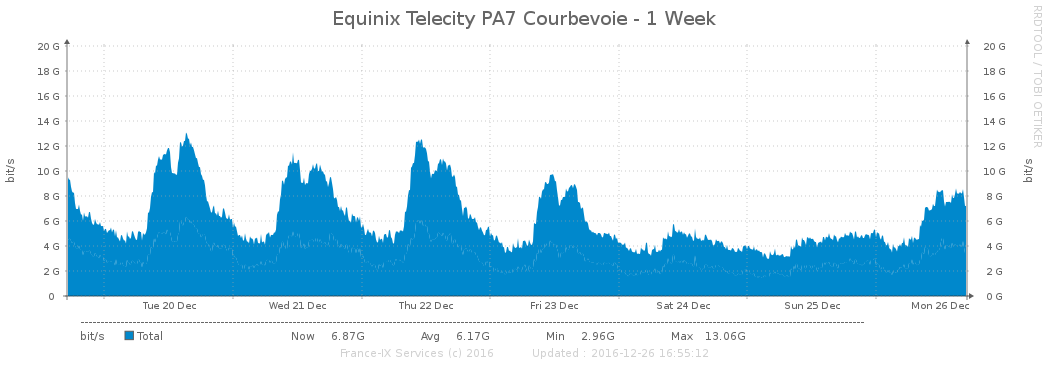 Equinix Telecity PA7 Courbevoie - 1 Week
RRDTOOL / TOBI OETIKER
20 G 20 G
18 G 18 G
16 G 16 G
14 G 14 G
12 G 12 G
10 G 10 G
8 G 8 G
6 G 6 G
4 G 4 G
2 G 2 G
0 0 G
bit/s bit/s
Tue 20 Dec Wed 21 Dec Thu 22 Dec Fri 23 Dec Sat 24 Dec Sun 25 Dec Mon 26 Dec
bit/s Total Now 6.87G Avg 6.17G Min 2.96G Max 13.06G
France-IX Services (c) 2016 Updated : 2016-12-26 16:55:12